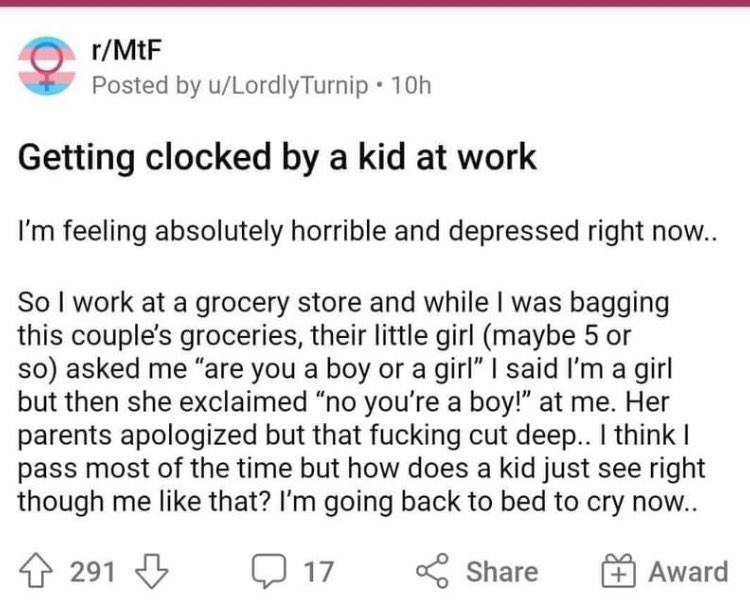 r/MtF
Posted by u/LordlyTurnip • 10h
Getting clocked by a kid at work
I'm feeling absolutely horrible and depressed right now..
So I work at a grocery store and while I was bagging
this couple's groceries, their little girl (maybe 5 or
so) asked me “are you a boy or a girl” I said I'm a girl
but then she exclaimed “no you're a boy!” at me. Her
parents apologized but that fucking cut deep.. I think I
pass most of the time but how does a kid just see right
though me like that? I'm going back to bed to cry now..
291 17 Share Award